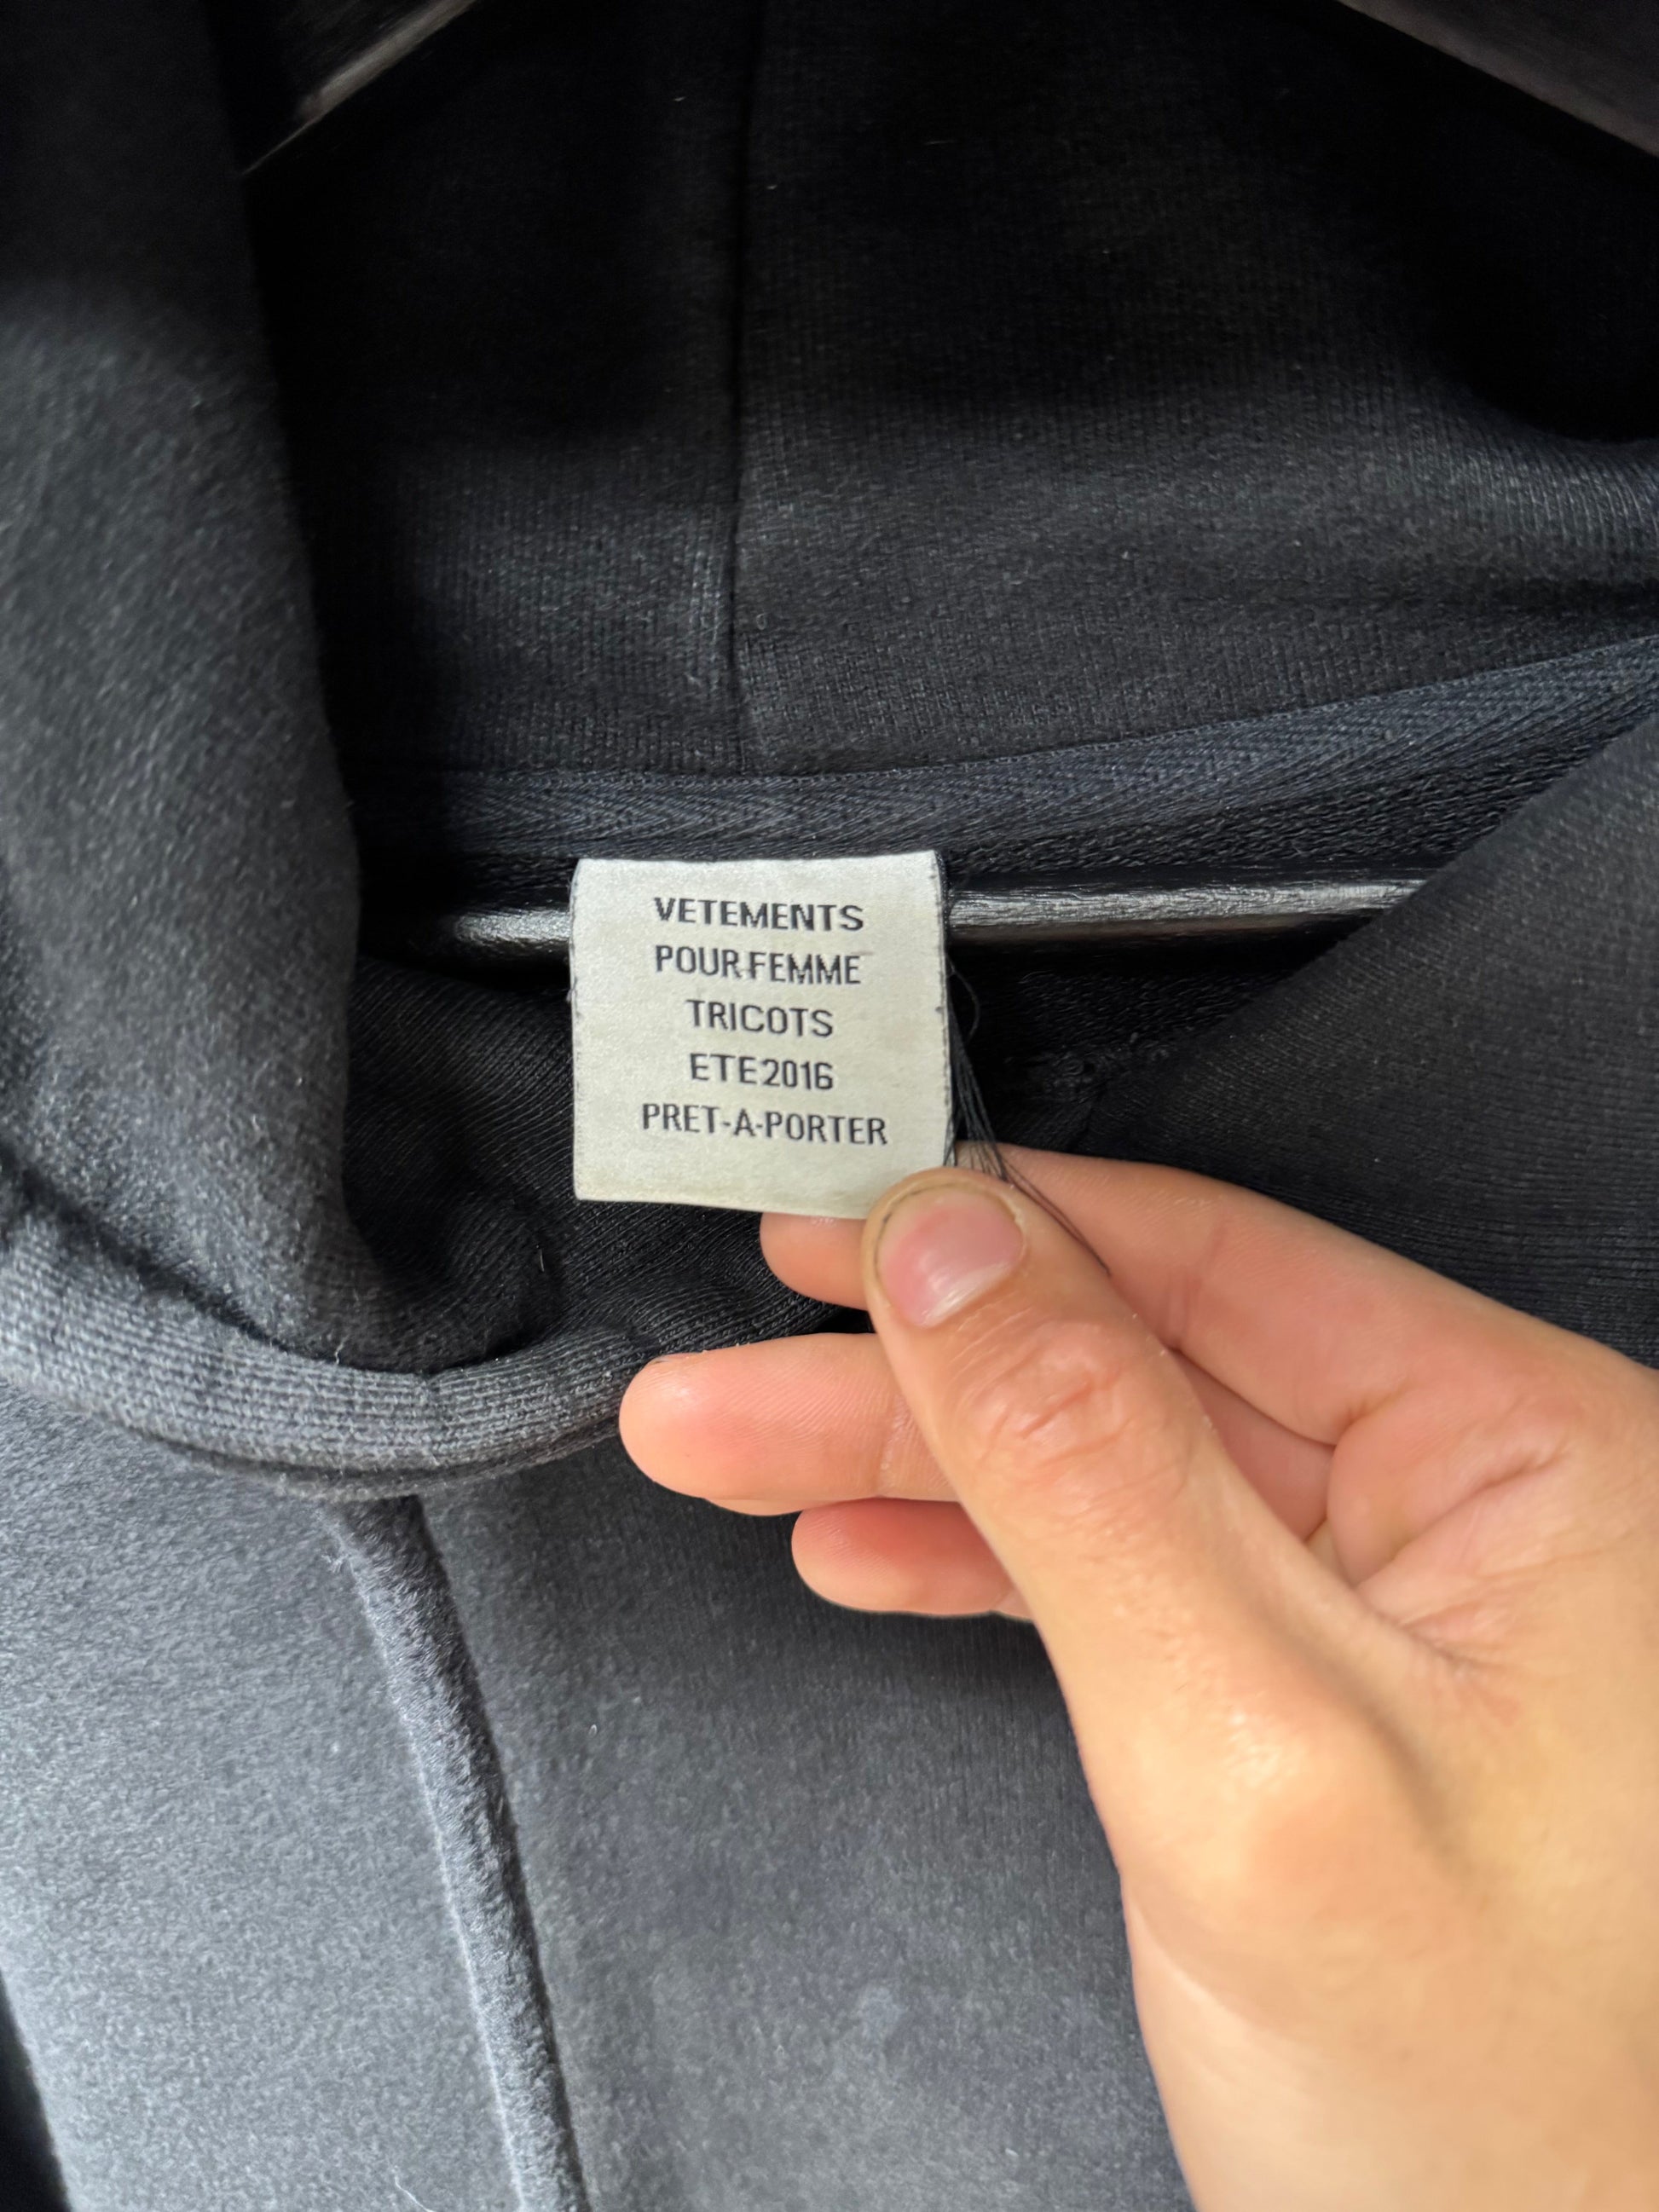 VETEMENTS
POUR FEMME
TRICOTS
ETE 2016
PRET-A-PORTER